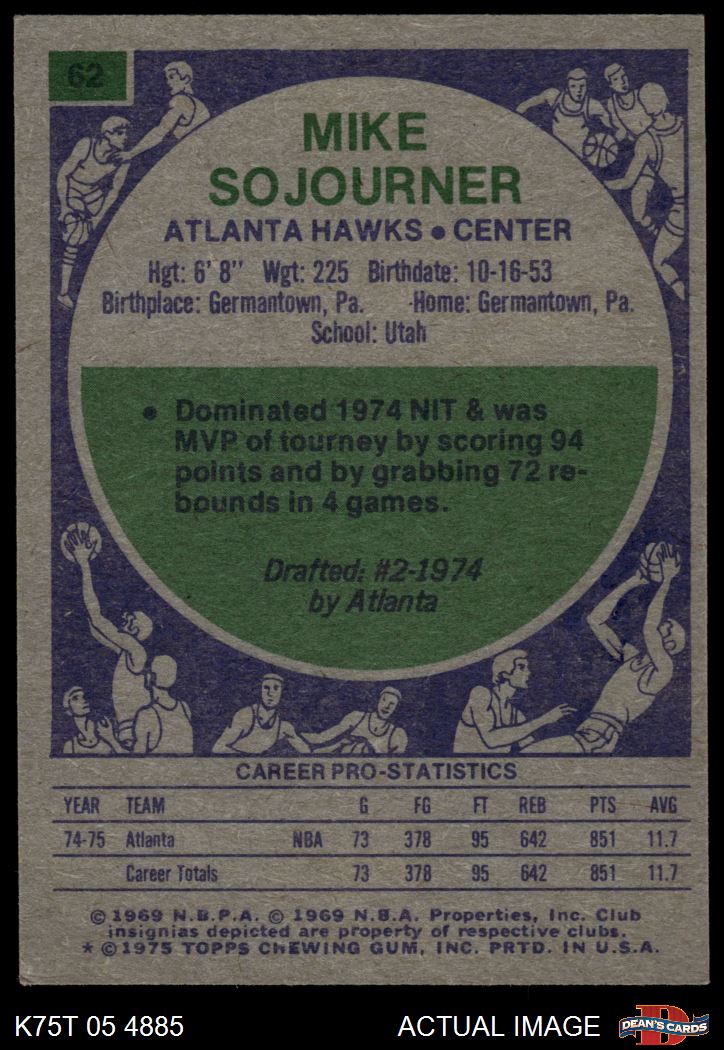 62
MIKE
SOJOURNER
ATLANTA HAWKS • CENTER
Hgt: 6' 8" Wgt: 225 Birthdate: 10-16-53
Birthplace: Germantown, Pa. Home: Germantown, Pa.
School: Utah
• Dominated 1974 NIT & was
MVP of tourney by scoring 94
points and by grabbing 72 re-
bounds in 4 games.
Drafted: #2-1974
by Atlanta
CAREER PRO-STATISTICS
YEAR TEAM G FG FT REB PTS AVG
74-75 Atlanta NBA 73 378 95 642 851 11.7
Career Totals 73 378 95 642 851 11.7
© 1969 N.B.P.A. © 1969 N.B.A. Properties, Inc. Club
insignias depicted are property of respective clubs.
* © 1975 TOPPS CHEWING GUM, INC. PRTD. IN U.S.A.
K75T 05 4885 ACTUAL IMAGE D DEAN'S CARDS